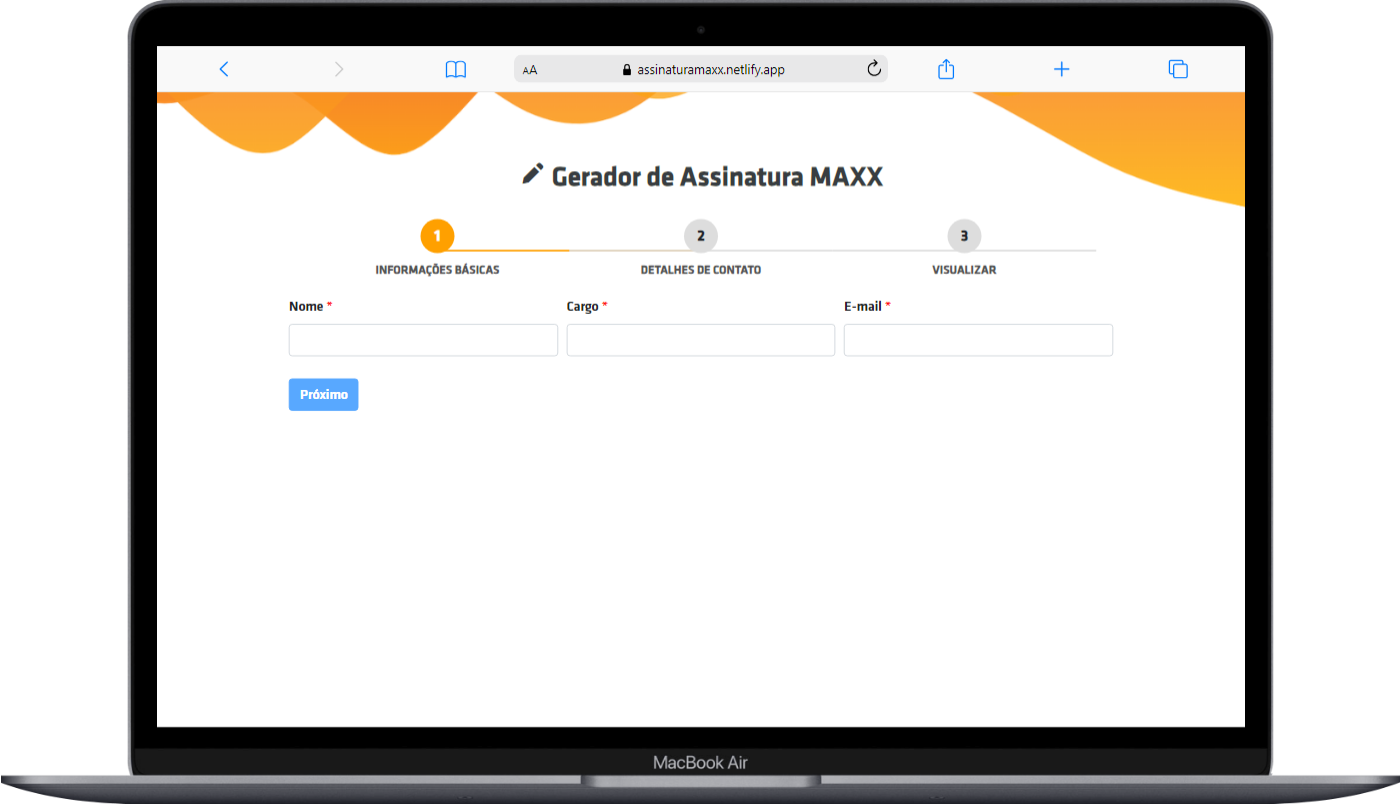 AA assinaturamaxx.netlify.app
Gerador de Assinatura MAXX
1 2 3
INFORMAÇÕES BÁSICAS DETALHES DE CONTATO VISUALIZAR
Nome * Cargo * E-mail *
Próximo
MacBook Air